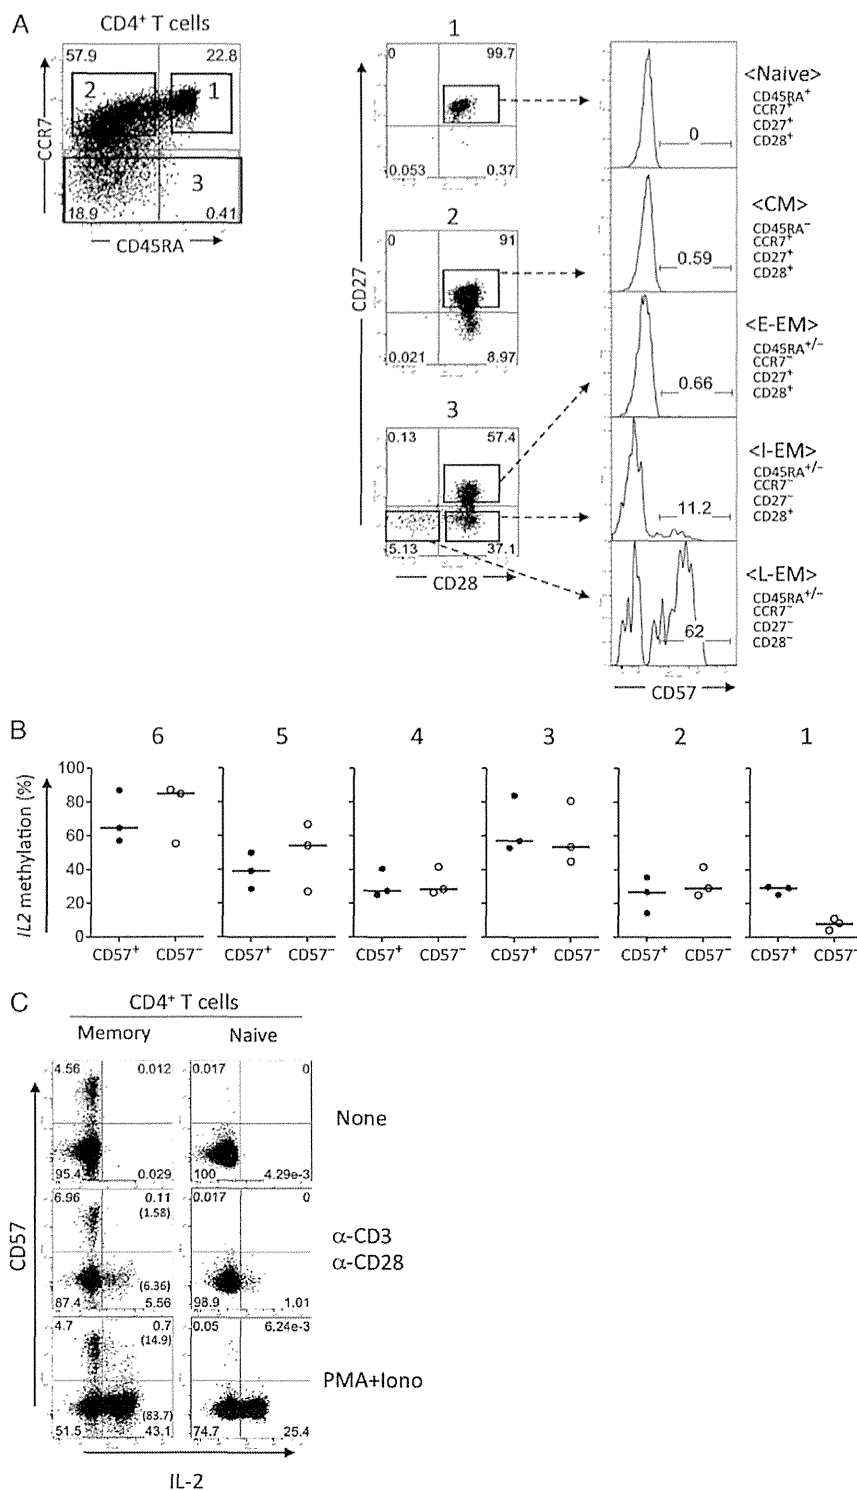 A
CD4⁺ T cells
57.9 22.8
2 1
3
18.9 0.41
CCR7
CD45RA
1
0 99.7
0.053 0.37
2
0 91
0.021 8.97
3
0.13 57.4
5.13 37.1
CD27
CD28
0
<Naive>
CD45RA⁺
CCR7⁺
CD27⁺
CD28⁺
0.59
<CM>
CD45RA⁻
CCR7⁺
CD27⁺
CD28⁺
0.66
<E-EM>
CD45RA⁺/⁻
CCR7⁻
CD27⁺
CD28⁺
11.2
<I-EM>
CD45RA⁺/⁻
CCR7⁻
CD27⁻
CD28⁺
62
<L-EM>
CD45RA⁺/⁻
CCR7⁻
CD27⁻
CD28⁻
CD57
B
6 5 4 3 2 1
IL2 methylation (%)
100
80
60
40
20
0
CD57⁺ CD57⁻ CD57⁺ CD57⁻ CD57⁺ CD57⁻ CD57⁺ CD57⁻ CD57⁺ CD57⁻ CD57⁺ CD57⁻
C
CD4⁺ T cells
Memory Naive
4.56 0.012 0.017 0
None
95.4 0.029 100 4.29e-3
6.96 0.11 0.017 0
(1.58)
α-CD3
α-CD28
(6.36)
87.4 5.56 98.9 1.01
4.7 0.7 0.05 6.24e-3
(14.9)
PMA+Iono
(83.7)
51.5 43.1 74.7 25.4
CD57
IL-2